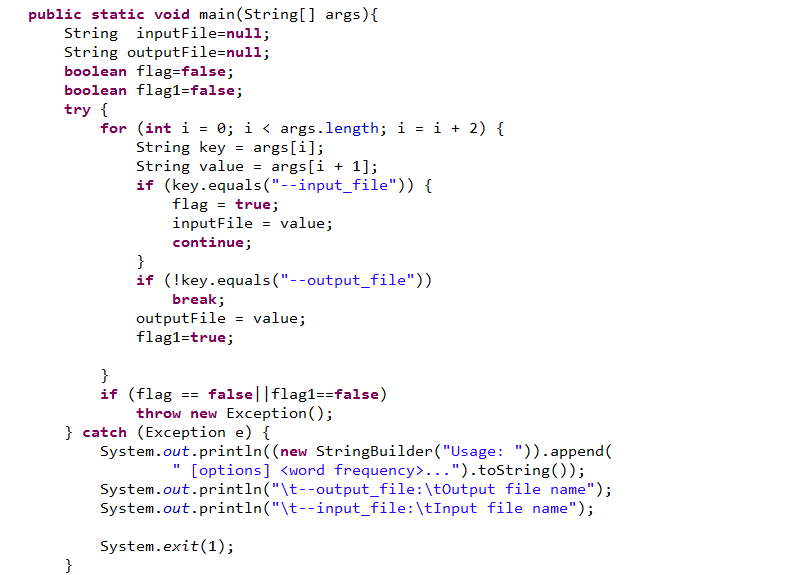 public static void main(String[] args){
    String  inputFile=null;
    String outputFile=null;
    boolean flag=false;
    boolean flag1=false;
    try {
        for (int i = 0; i < args.length; i = i + 2) {
            String key = args[i];
            String value = args[i + 1];
            if (key.equals("--input_file")) {
                flag = true;
                inputFile = value;
                continue;
            }
            if (!key.equals("--output_file"))
                break;
            outputFile = value;
            flag1=true;

        }
        if (flag == false||flag1==false)
            throw new Exception();
    } catch (Exception e) {
        System.out.println((new StringBuilder("Usage: ")).append(
                " [options] <word frequency>...").toString());
        System.out.println("\t--output_file:\tOutput file name");
        System.out.println("\t--input_file:\tInput file name");

        System.exit(1);
    }